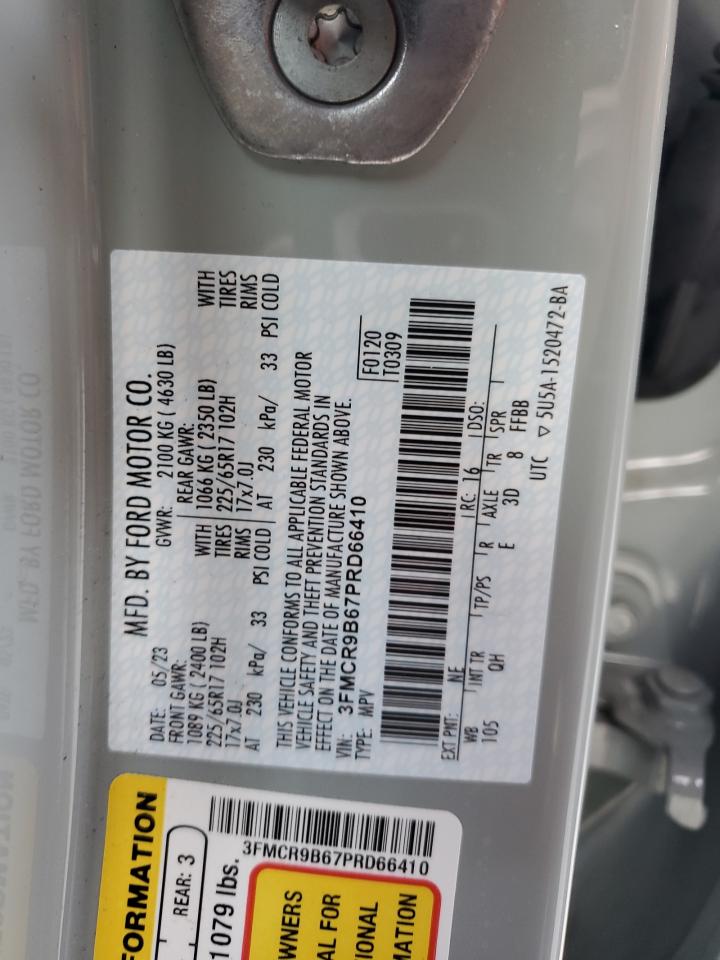 MFD. BY FORD MOTOR CO.
DATE: 05/23 GVWR: 2100 KG ( 4630 LB)
FRONT GAWR: REAR GAWR:
1089 KG ( 2400 LB) WITH 1066 KG ( 2350 LB) WITH
225/65R17 102H TIRES 225/65R17 102H TIRES
17x7.0J RIMS 17x7.0J RIMS
AT 230 kPa/ 33 PSI COLD AT 230 kPa/ 33 PSI COLD
THIS VEHICLE CONFORMS TO ALL APPLICABLE FEDERAL MOTOR
VEHICLE SAFETY AND THEFT PREVENTION STANDARDS IN
EFFECT ON THE DATE OF MANUFACTURE SHOWN ABOVE.
VIN: 3FMCR9B67PRD66410 F0120
TYPE: MPV T0309
EXT PNT: NE RC: 16 DSO:
WB INT TR TP/PS R AXLE TR SPR
105 QH E 3D 8 FFBB
UTC ▽ 5U5A-1520472-BA
FORMATION
REAR: 3
1079 lbs.
3FMCR9B67PRD66410
OWNERS
AL FOR
IONAL
MATION